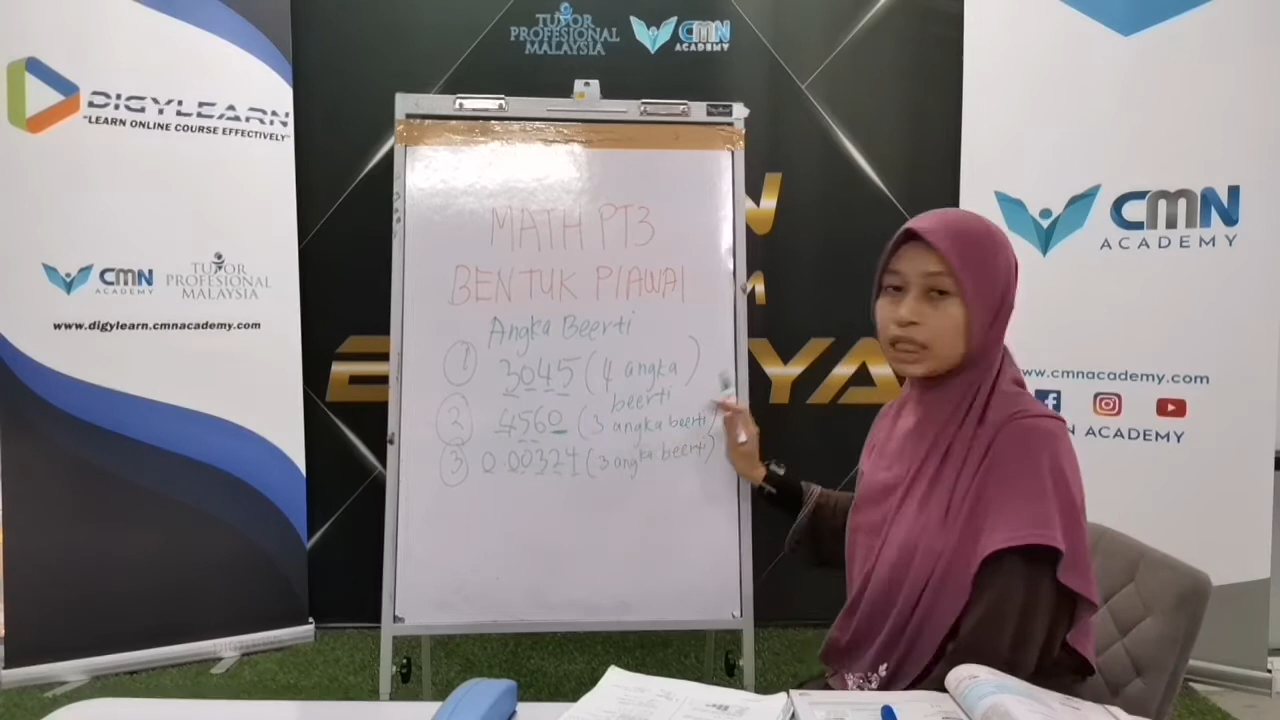 TUTOR
PROFESIONAL
MALAYSIA
CMN
ACADEMY
DIGYLEARN
"LEARN ONLINE COURSE EFFECTIVELY"
CMN
ACADEMY
TUTOR
PROFESIONAL
MALAYSIA
www.digylearn.cmnacademy.com
MATH PT3
BENTUK PIAWAI
Angka Beerti
1 3045 (4 angka beerti)
2 4560 (3 angka beerti)
3 0.00324 (3 angka beerti)
CMN
ACADEMY
www.cmnacademy.com
ACADEMY